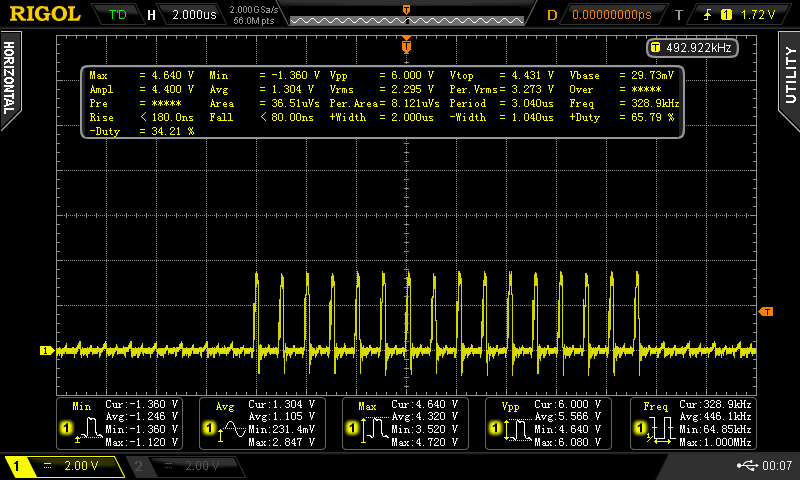 RIGOL T'D H 2.000us 2.000GSa/s 56.0M pts T D 0.00000000ps T 1 1.72 V
HORIZONTAL
UTILITY
T 492.922kHz
Max = 4.640 V Min = -1.360 V Vpp = 6.000 V Vtop = 4.431 V Vbase = 29.73mV
Ampl = 4.400 V Avg = 1.304 V Vrms = 2.295 V Per.Vrms= 3.273 V Over = *****
Pre = ***** Area = 36.51uVs Per.Area= 8.121uVs Period = 3.040us Freq = 328.9kHz
Rise < 180.0ns Fall < 80.00ns +Width = 2.000us -Width = 1.040us +Duty = 65.79 %
-Duty = 34.21 %
T
T
1
Min Cur:-1.360 V Avg Cur:1.304 V Max Cur:4.640 V Vpp Cur:6.000 V Freq Cur:328.9kHz
Avg:-1.246 V Avg:1.105 V Avg:4.320 V Avg:5.566 V Avg:446.1kHz
1 Min:-1.360 V 1 Min:231.4mV 1 Min:3.520 V 1 Min:4.640 V 1 Min:64.85kHz
Max:-1.120 V Max:2.847 V Max:4.720 V Max:6.080 V Max:1.000MHz
1 2.00 V 2 2.00 V 00:07